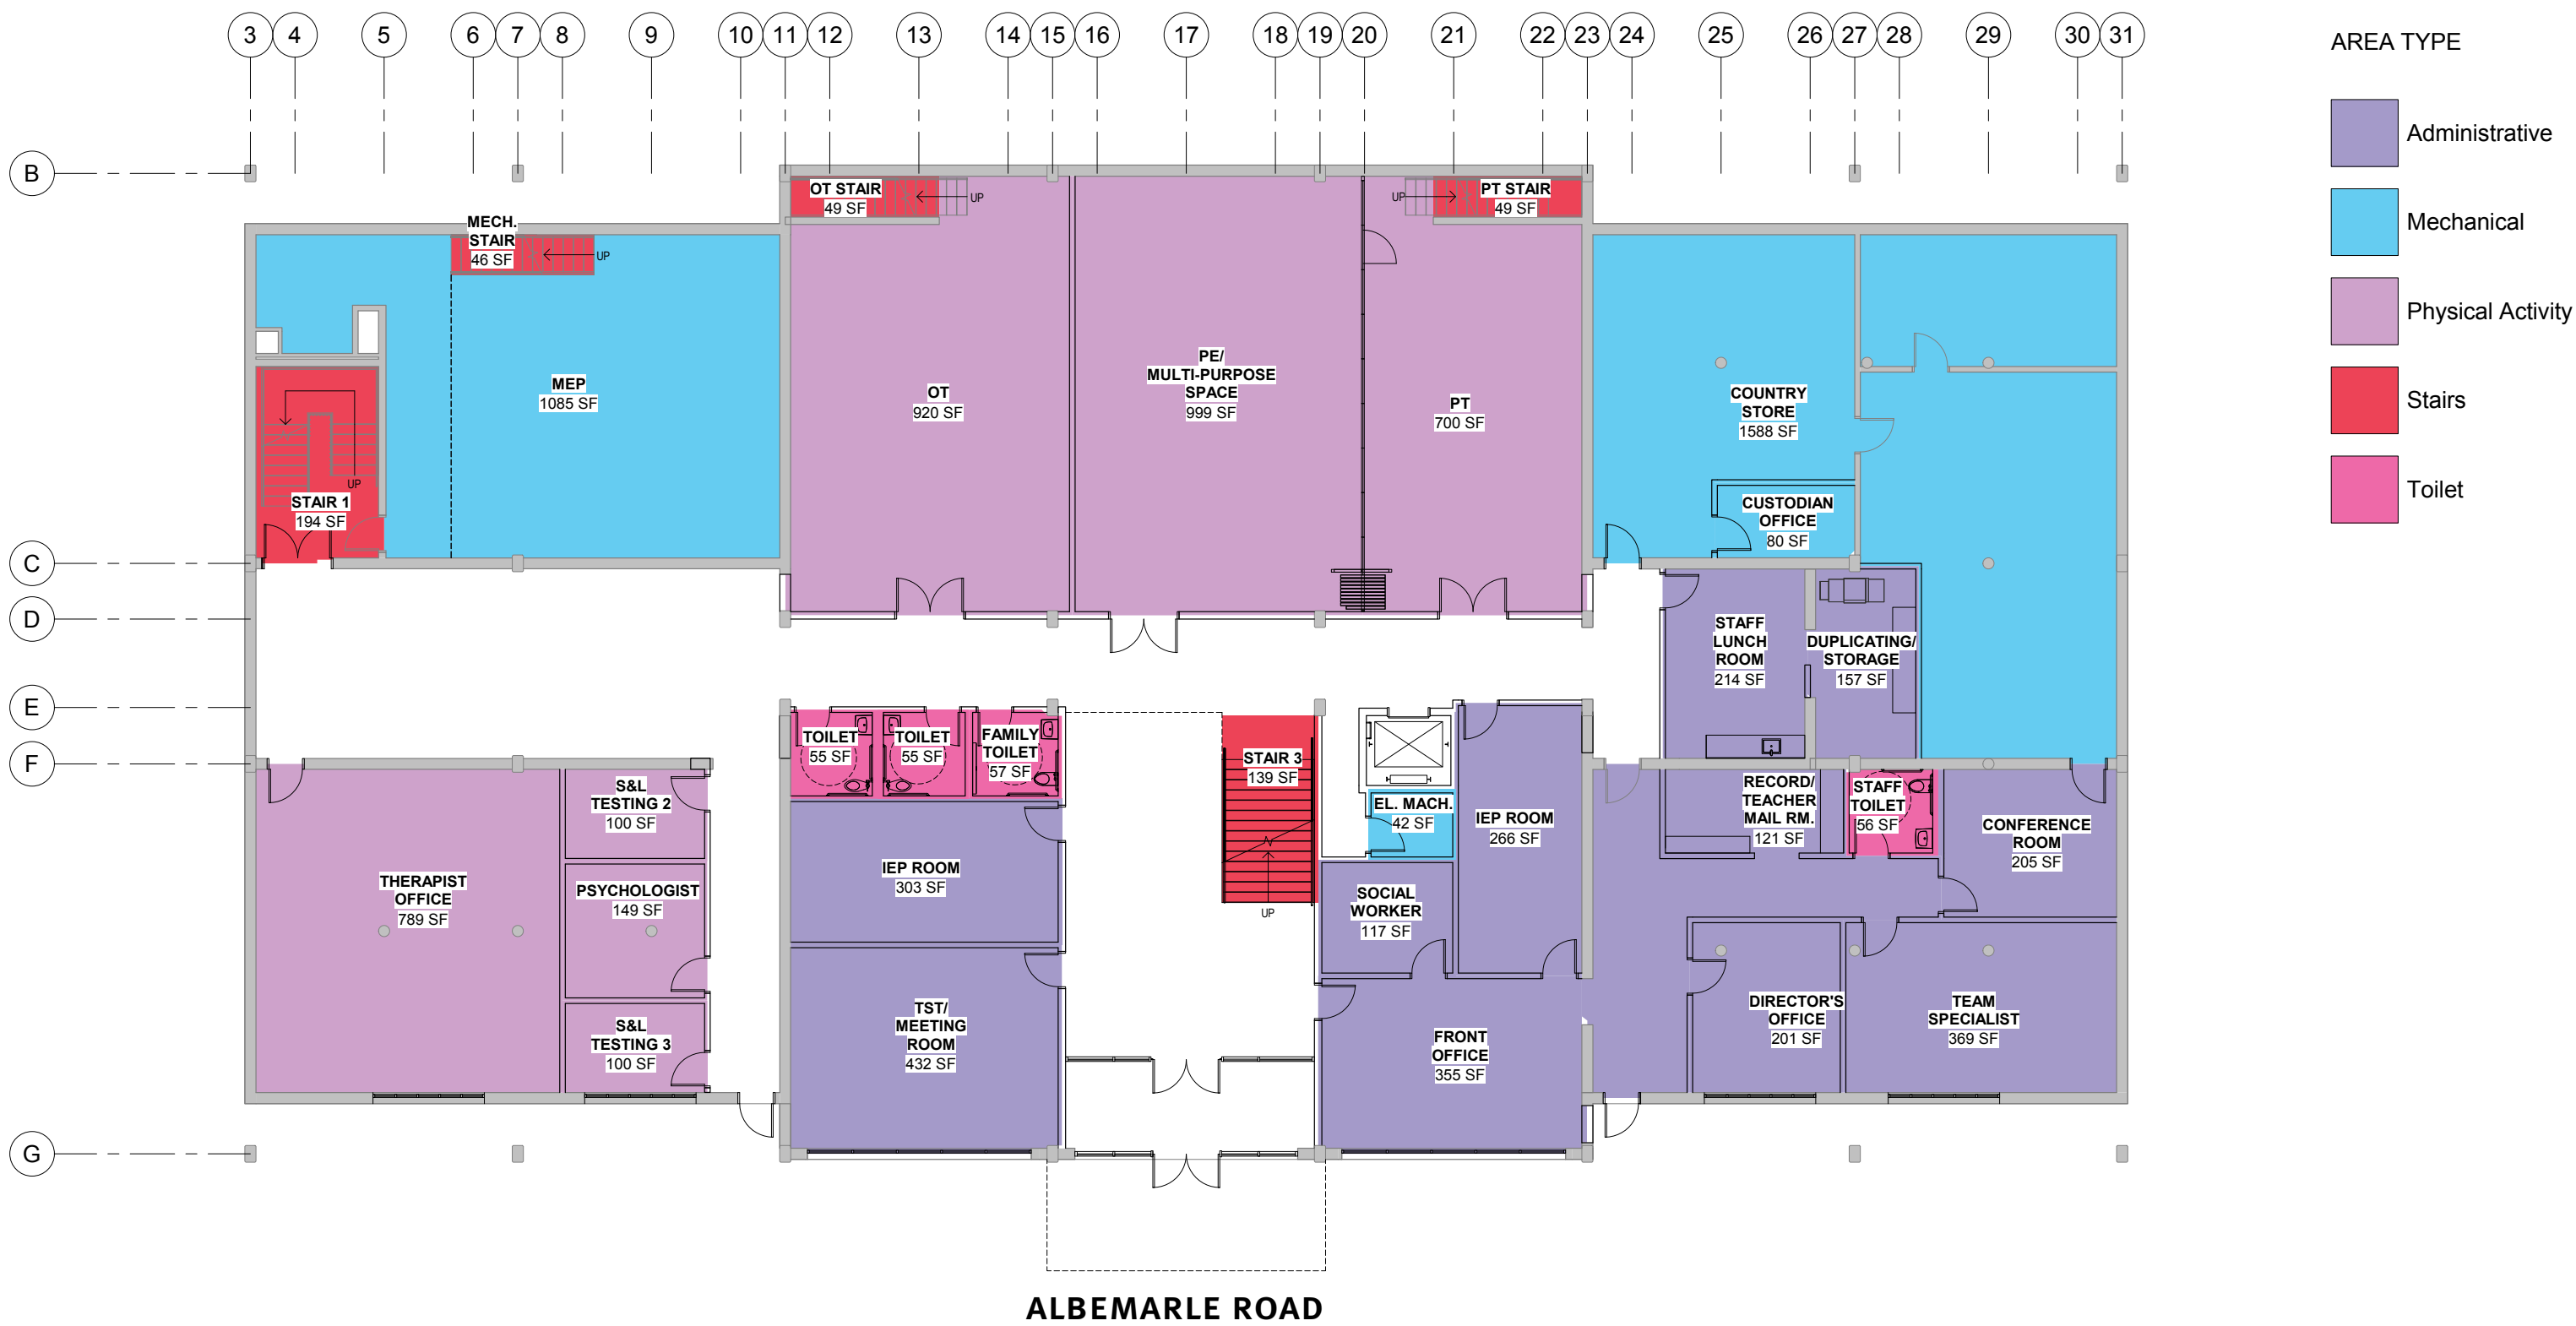 3 4 5 6 7 8 9 10 11 12 13 14 15 16 17 18 19 20 21 22 23 24 25 26 27 28 29 30 31
AREA TYPE
Administrative
Mechanical
Physical Activity
Stairs
Toilet
B
C
D
E
F
G
MECH.
STAIR
46 SF
UP
OT STAIR
49 SF
UP
UP
PT STAIR
49 SF
MEP
1085 SF
OT
920 SF
PE/
MULTI-PURPOSE
SPACE
999 SF
PT
700 SF
COUNTRY
STORE
1588 SF
UP
STAIR 1
194 SF
CUSTODIAN
OFFICE
80 SF
STAFF
LUNCH
ROOM
214 SF
DUPLICATING/
STORAGE
157 SF
TOILET
55 SF
TOILET
55 SF
FAMILY
TOILET
57 SF
STAIR 3
139 SF
UP
EL. MACH.
42 SF
IEP ROOM
266 SF
RECORD/
TEACHER
MAIL RM.
121 SF
STAFF
TOILET
56 SF
CONFERENCE
ROOM
205 SF
S&L
TESTING 2
100 SF
THERAPIST
OFFICE
789 SF
PSYCHOLOGIST
149 SF
IEP ROOM
303 SF
SOCIAL
WORKER
117 SF
S&L
TESTING 3
100 SF
TST/
MEETING
ROOM
432 SF
FRONT
OFFICE
355 SF
DIRECTOR'S
OFFICE
201 SF
TEAM
SPECIALIST
369 SF
ALBEMARLE ROAD